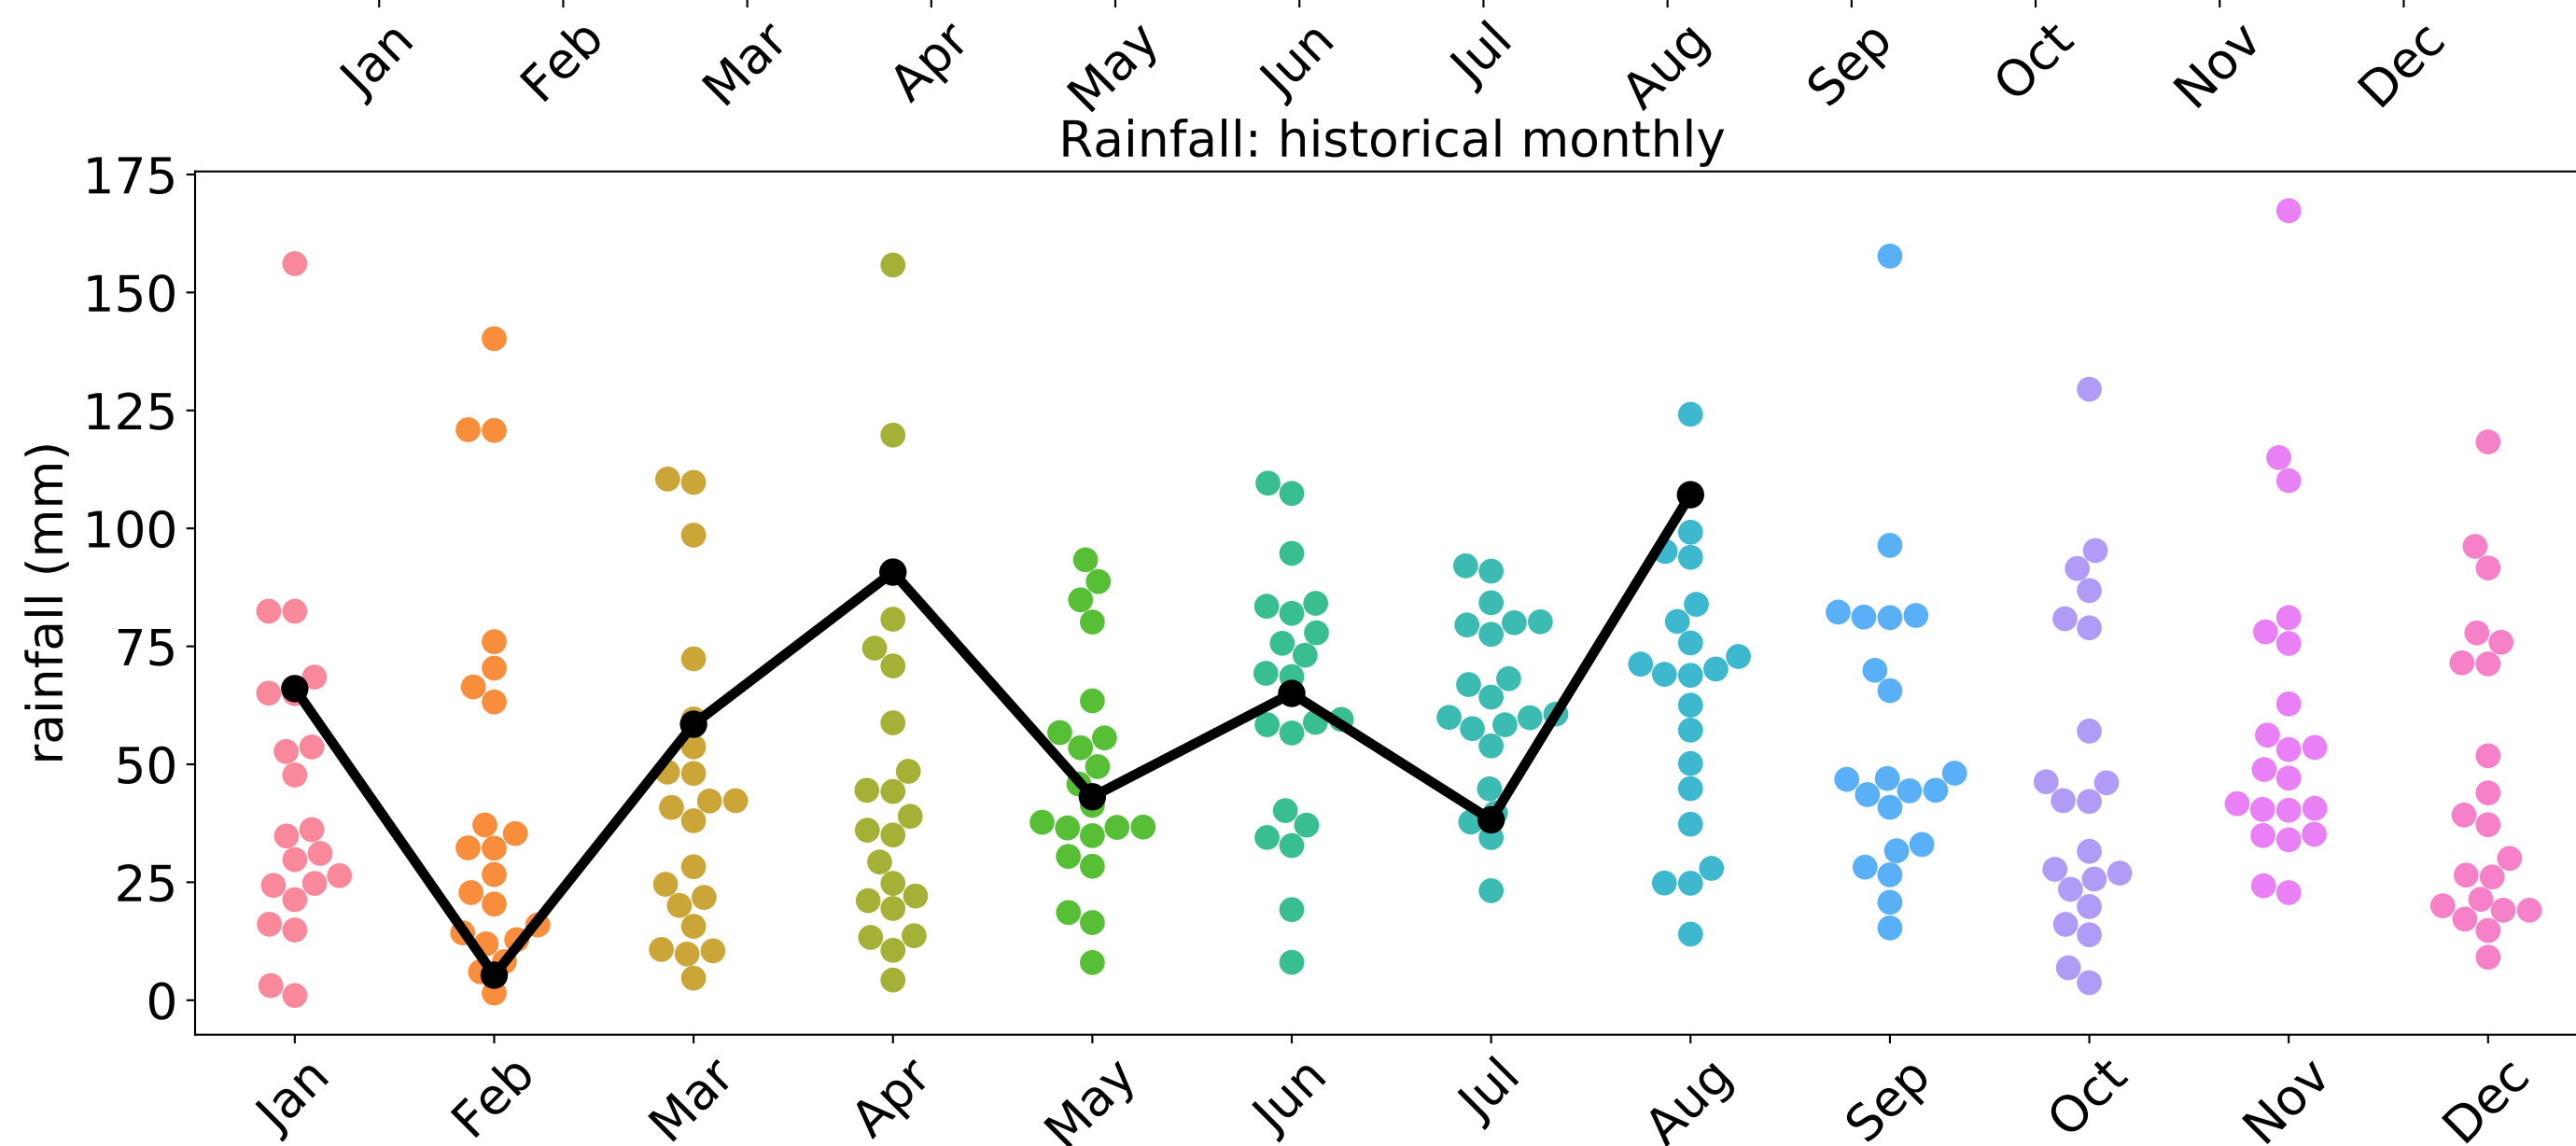 Jan Feb Mar Apr May Jun Jul Aug Sep Oct Nov Dec
Rainfall: historical monthly
175
150
125
100
75
50
25
0
rainfall (mm)
Jan Feb Mar Apr May Jun Jul Aug Sep Oct Nov Dec